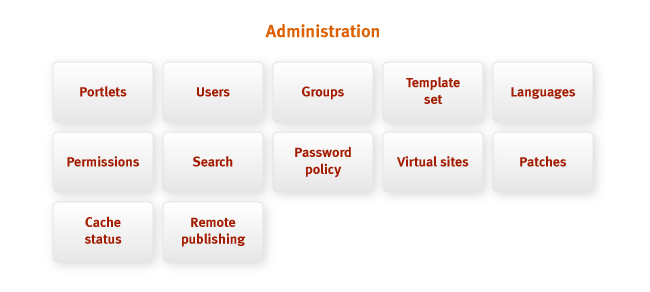 Administration
Portlets
Users
Groups
Template
set
Languages
Permissions
Search
Password
policy
Virtual sites
Patches
Cache
status
Remote
publishing